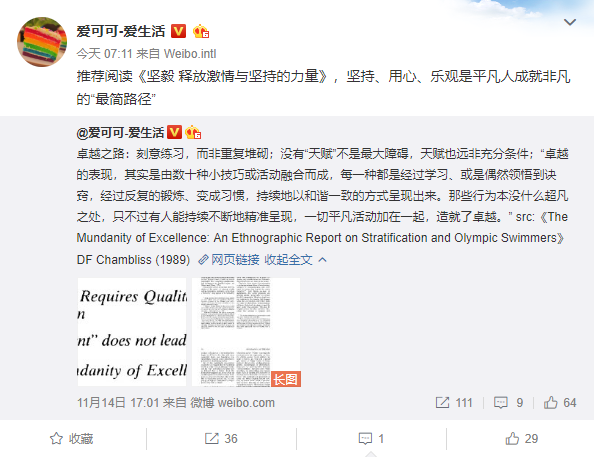 爱可可-爱生活
今天 07:11 来自 Weibo.intl
推荐阅读《坚毅 释放激情与坚持的力量》，坚持、用心、乐观是平凡人成就非凡
的“最简路径”
@爱可可-爱生活
卓越之路：刻意练习，而非重复堆砌；没有“天赋”不是最大障碍，天赋也远非充分条件；“卓越
的表现，其实是由数十种小技巧或活动融合而成，每一种都是经过学习、或是偶然领悟到诀
窍，经过反复的锻炼、变成习惯，持续地以和谐一致的方式呈现出来。那些行为本没什么超凡
之处，只不过有人能持续不断地精准呈现，一切平凡活动加在一起，造就了卓越。” src:《The
Mundanity of Excellence: An Ethnographic Report on Stratification and Olympic Swimmers》
DF Chambliss (1989) 网页链接 收起全文
Requires Qualit
n
nt” does not lead
ndanity of Excell
长图
11月14日 17:01 来自 微博 weibo.com
111 9 64
收藏 36 1 29